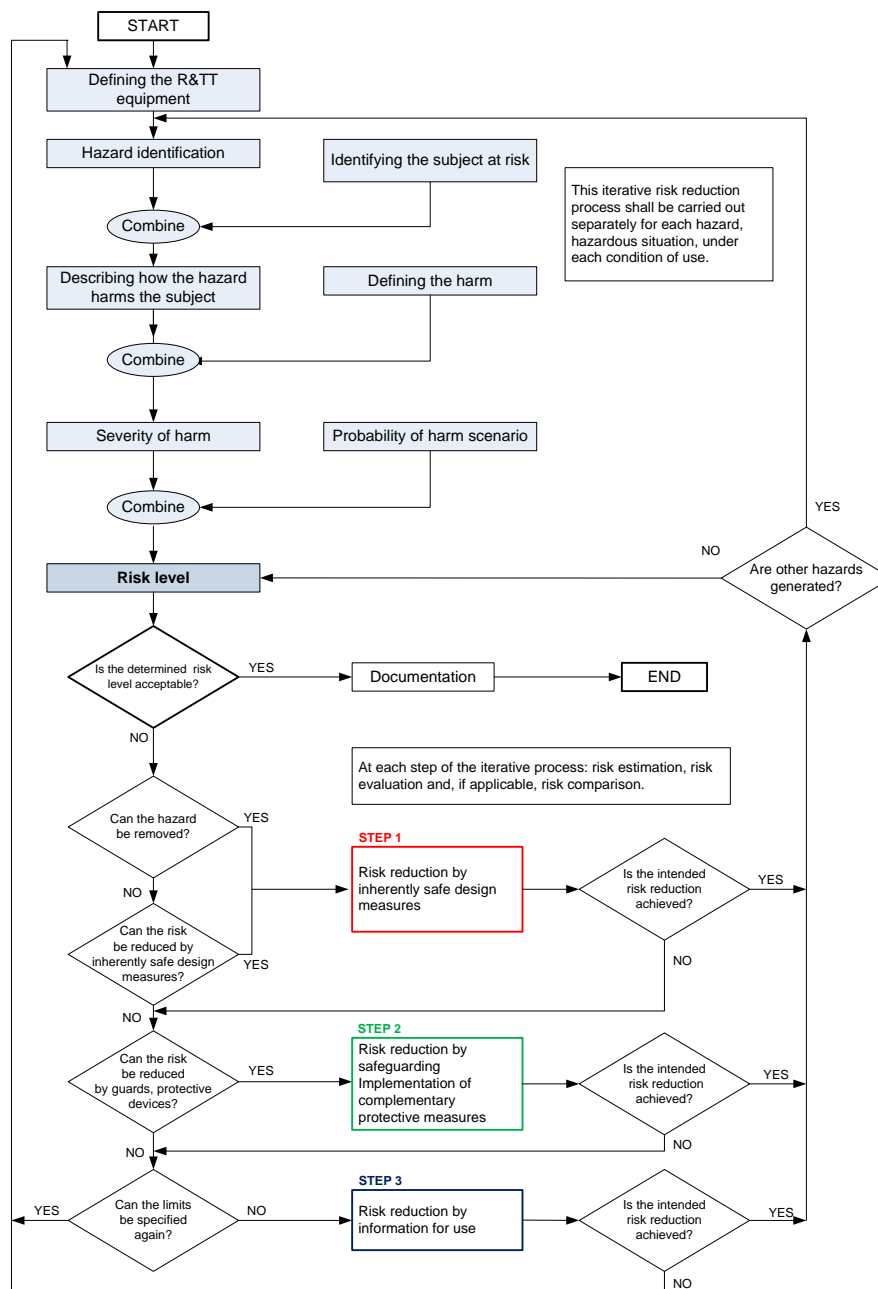 START
Defining the R&TT
equipment
Hazard identification
Identifying the subject at risk
This iterative risk reduction
process shall be carried out
separately for each hazard,
hazardous situation, under
each condition of use.
Combine
Describing how the hazard
harms the subject
Defining the harm
Combine
Severity of harm
Probability of harm scenario
Combine
YES
NO
Are other hazards
generated?
Risk level
Is the determined risk
level acceptable?
YES
Documentation
END
NO
At each step of the iterative process: risk estimation, risk
evaluation and, if applicable, risk comparison.
Can the hazard
be removed?
YES
STEP 1
Risk reduction by
inherently safe design
measures
Is the intended
risk reduction
achieved?
YES
NO
Can the risk
be reduced by
inherently safe design
measures?
YES
NO
NO
STEP 2
Can the risk
be reduced
by guards, protective
devices?
YES
Risk reduction by
safeguarding
Implementation of
complementary
protective measures
Is the intended
risk reduction
achieved?
YES
NO
NO
STEP 3
YES
Can the limits
be specified
again?
NO
Risk reduction by
information for use
Is the intended
risk reduction
achieved?
YES
NO